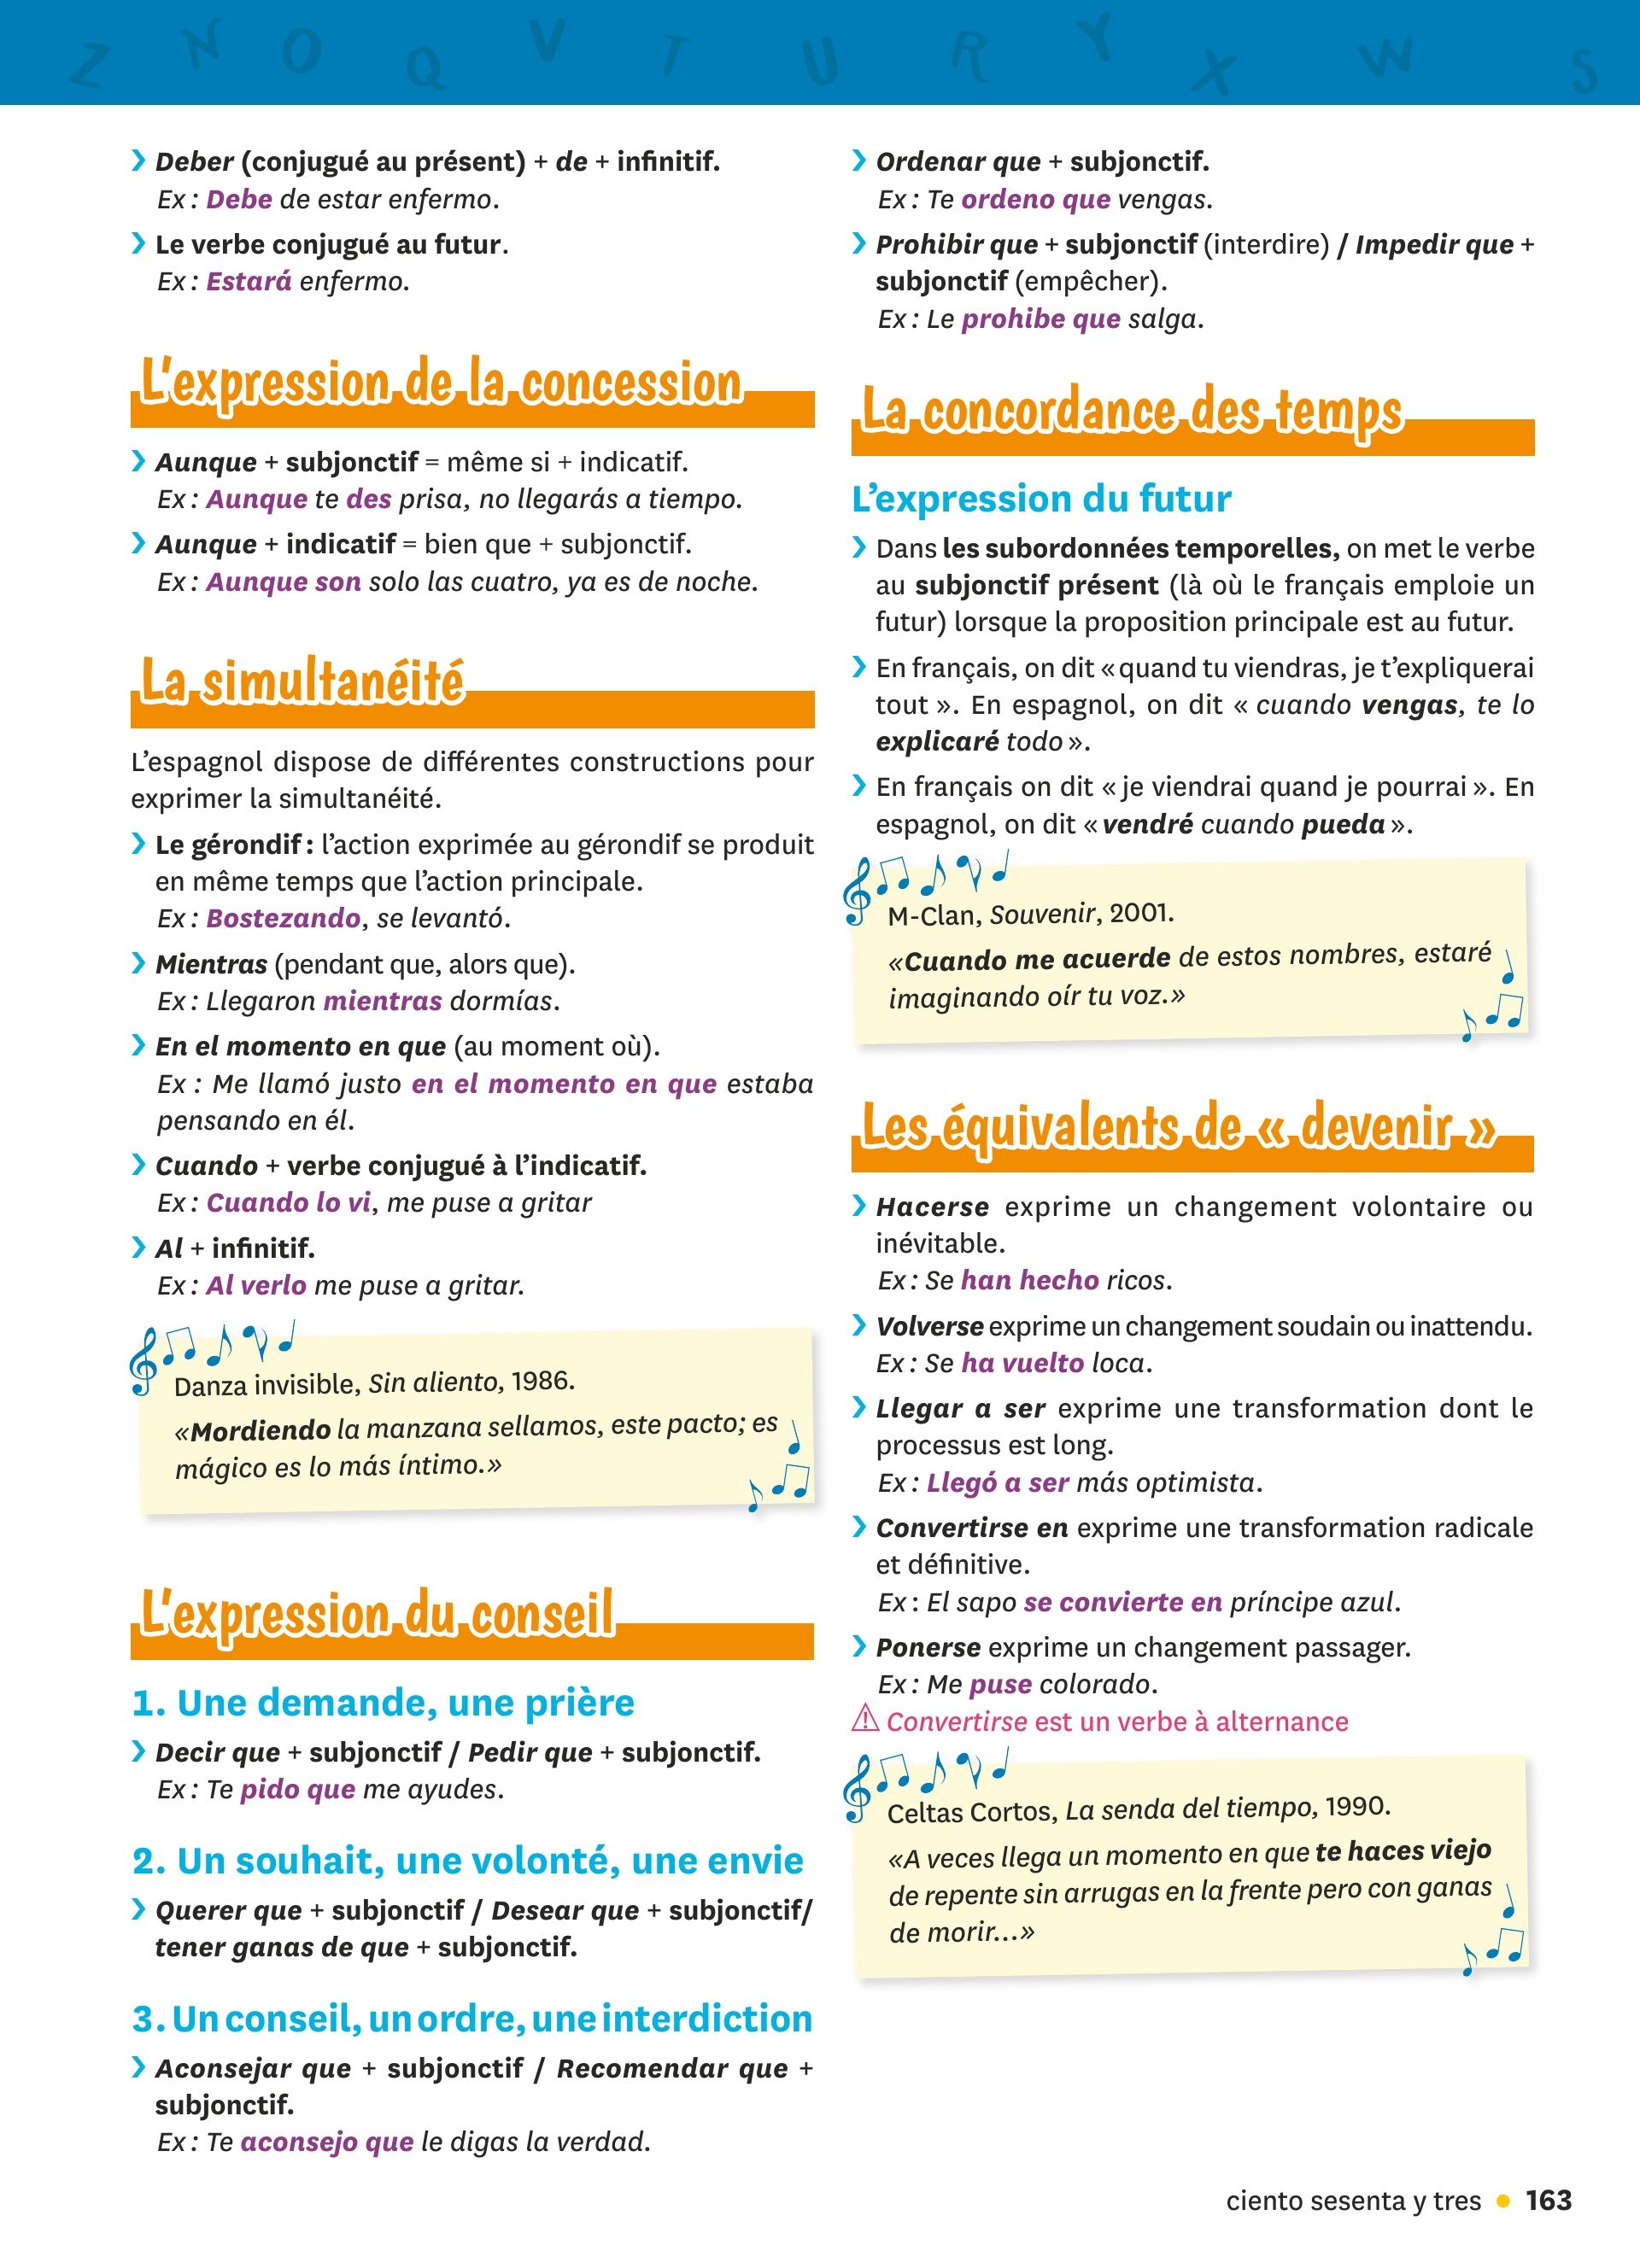 Z N O Q V T U R Y X W S
❯ Deber (conjugué au présent) + de + infinitif.
Ex : Debe de estar enfermo.
❯ Le verbe conjugué au futur.
Ex : Estará enfermo.
L'expression de la concession
❯ Aunque + subjonctif = même si + indicatif.
Ex : Aunque te des prisa, no llegarás a tiempo.
❯ Aunque + indicatif = bien que + subjonctif.
Ex : Aunque son solo las cuatro, ya es de noche.
La simultanéité
L'espagnol dispose de différentes constructions pour
exprimer la simultanéité.
❯ Le gérondif : l'action exprimée au gérondif se produit
en même temps que l'action principale.
Ex : Bostezando, se levantó.
❯ Mientras (pendant que, alors que).
Ex : Llegaron mientras dormías.
❯ En el momento en que (au moment où).
Ex : Me llamó justo en el momento en que estaba
pensando en él.
❯ Cuando + verbe conjugué à l'indicatif.
Ex : Cuando lo vi, me puse a gritar
❯ Al + infinitif.
Ex : Al verlo me puse a gritar.
Danza invisible, Sin aliento, 1986.
«Mordiendo la manzana sellamos, este pacto; es
mágico es lo más íntimo.»
L'expression du conseil
1. Une demande, une prière
❯ Decir que + subjonctif / Pedir que + subjonctif.
Ex : Te pido que me ayudes.
2. Un souhait, une volonté, une envie
❯ Querer que + subjonctif / Desear que + subjonctif/
tener ganas de que + subjonctif.
3. Un conseil, un ordre, une interdiction
❯ Aconsejar que + subjonctif / Recomendar que +
subjonctif.
Ex : Te aconsejo que le digas la verdad.
❯ Ordenar que + subjonctif.
Ex : Te ordeno que vengas.
❯ Prohibir que + subjonctif (interdire) / Impedir que +
subjonctif (empêcher).
Ex : Le prohibe que salga.
La concordance des temps
L'expression du futur
❯ Dans les subordonnées temporelles, on met le verbe
au subjonctif présent (là où le français emploie un
futur) lorsque la proposition principale est au futur.
❯ En français, on dit « quand tu viendras, je t'expliquerai
tout ». En espagnol, on dit « cuando vengas, te lo
explicaré todo ».
❯ En français on dit « je viendrai quand je pourrai ». En
espagnol, on dit « vendré cuando pueda ».
M-Clan, Souvenir, 2001.
«Cuando me acuerde de estos nombres, estaré
imaginando oír tu voz.»
Les équivalents de « devenir »
❯ Hacerse exprime un changement volontaire ou
inévitable.
Ex : Se han hecho ricos.
❯ Volverse exprime un changement soudain ou inattendu.
Ex : Se ha vuelto loca.
❯ Llegar a ser exprime une transformation dont le
processus est long.
Ex : Llegó a ser más optimista.
❯ Convertirse en exprime une transformation radicale
et définitive.
Ex : El sapo se convierte en príncipe azul.
❯ Ponerse exprime un changement passager.
Ex : Me puse colorado.
⚠ Convertirse est un verbe à alternance
Celtas Cortos, La senda del tiempo, 1990.
«A veces llega un momento en que te haces viejo
de repente sin arrugas en la frente pero con ganas
de morir...»
ciento sesenta y tres • 163